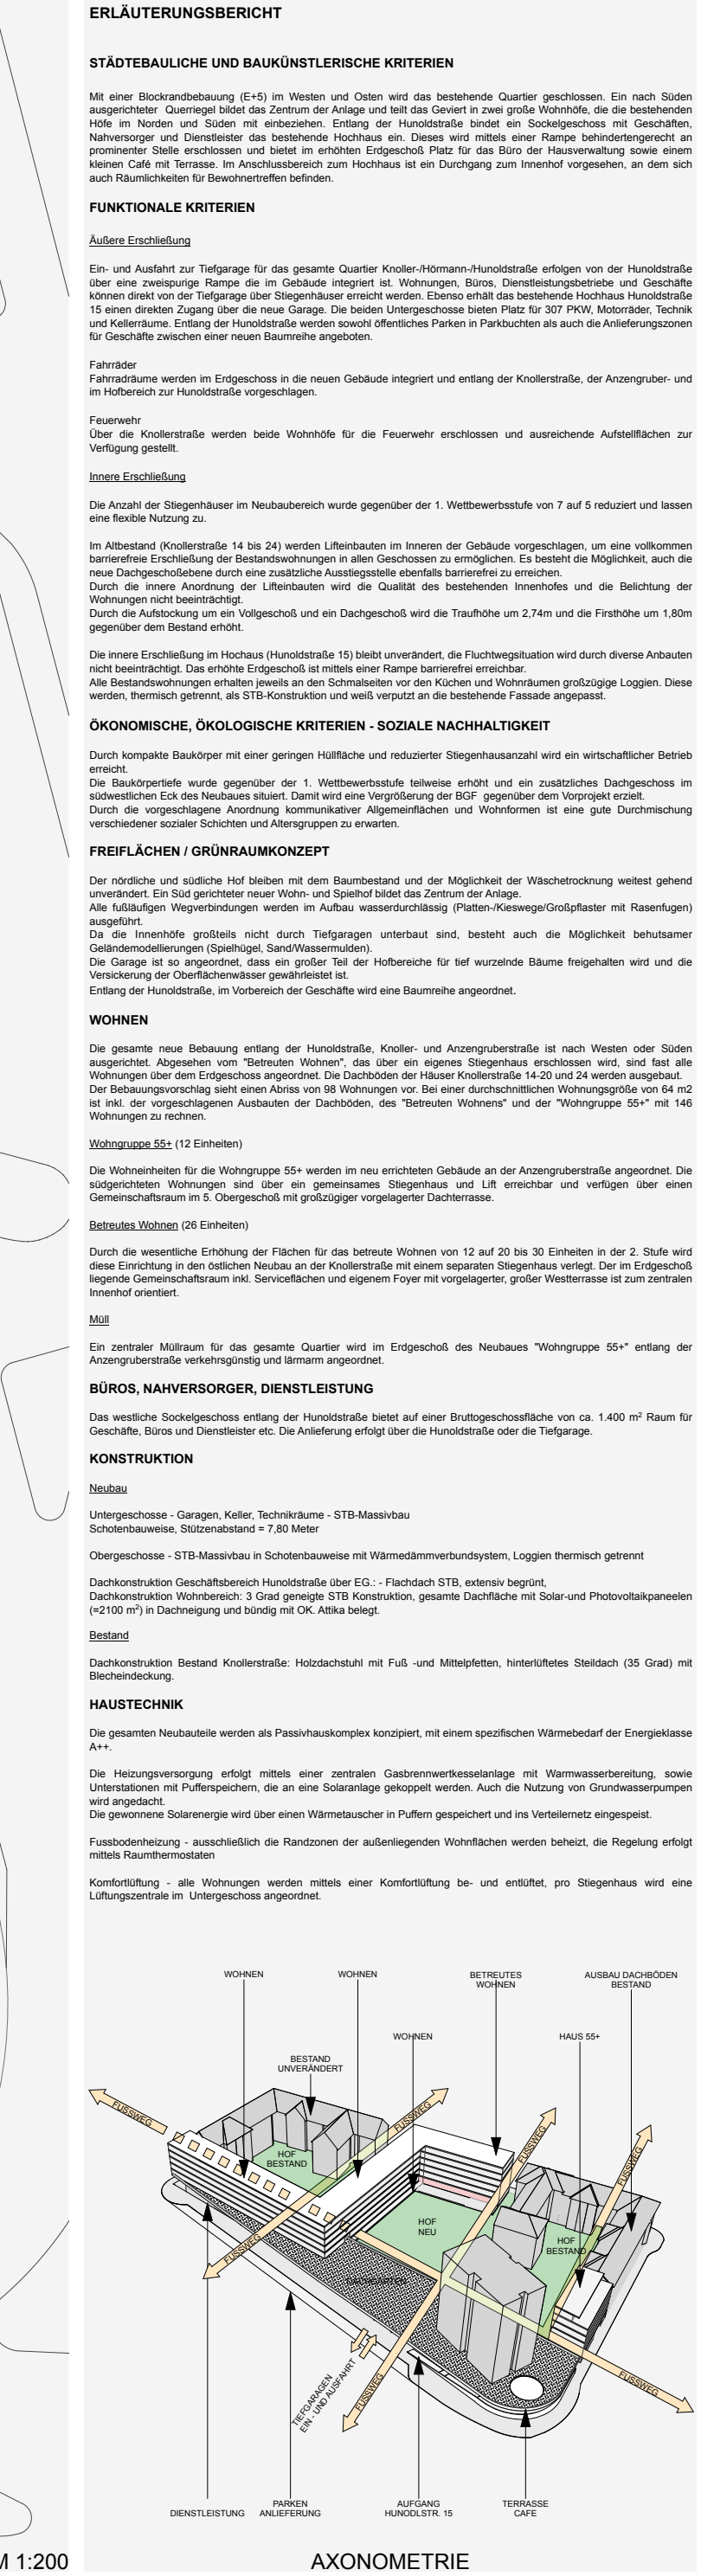 ERLÄUTERUNGSBERICHT
STÄDTEBAULICHE UND BAUKÜNSTLERISCHE KRITERIEN
Mit einer Blockrandbebauung (E+5) im Westen und Osten wird das bestehende Quartier geschlossen. Ein nach Süden
ausgerichteter Querriegel bildet das Zentrum der Anlage und teilt das Geviert in zwei große Wohnhöfe, die die bestehenden
Höfe im Norden und Süden mit einbeziehen. Entlang der Hunoldstraße bindet ein Sockelgeschoss mit Geschäften,
Nahversorger und Dienstleister das bestehende Hochhaus ein. Dieses wird mittels einer Rampe behindertengerecht an
prominenter Stelle erschlossen und bietet im erhöhten Erdgeschoß Platz für das Büro der Hausverwaltung sowie einem
kleinen Café mit Terrasse. Im Anschlussbereich zum Hochhaus ist ein Durchgang zum Innenhof vorgesehen, an dem sich
auch Räumlichkeiten für Bewohnertreffen befinden.
FUNKTIONALE KRITERIEN
Äußere Erschließung
Ein- und Ausfahrt zur Tiefgarage für das gesamte Quartier Knoller-/Hörmann-/Hunoldstraße erfolgen von der Hunoldstraße
über eine zweispurige Rampe die im Gebäude integriert ist. Wohnungen, Büros, Dienstleistungsbetriebe und Geschäfte
können direkt von der Tiefgarage über Stiegenhäuser erreicht werden. Ebenso erhält das bestehende Hochhaus Hunoldstraße
15 einen direkten Zugang über die neue Garage. Die beiden Untergeschosse bieten Platz für 307 PKW, Motorräder, Technik
und Kellerräume. Entlang der Hunoldstraße werden sowohl öffentliches Parken in Parkbuchten als auch die Anlieferungszonen
für Geschäfte zwischen einer neuen Baumreihe angeboten.
Fahrräder
Fahrradräume werden im Erdgeschoss in die neuen Gebäude integriert und entlang der Knollerstraße, der Anzengruber- und
im Hofbereich zur Hunoldstraße vorgeschlagen.
Feuerwehr
Über die Knollerstraße werden beide Wohnhöfe für die Feuerwehr erschlossen und ausreichende Aufstellflächen zur
Verfügung gestellt.
Innere Erschließung
Die Anzahl der Stiegenhäuser im Neubaubereich wurde gegenüber der 1. Wettbewerbsstufe von 7 auf 5 reduziert und lassen
eine flexible Nutzung zu.
Im Altbestand (Knollerstraße 14 bis 24) werden Lifteinbauten im Inneren der Gebäude vorgeschlagen, um eine vollkommen
barrierefreie Erschließung der Bestandswohnungen in allen Geschossen zu ermöglichen. Es besteht die Möglichkeit, auch die
neue Dachgeschoßebene durch eine zusätzliche Ausstiegsstelle ebenfalls barrierefrei zu erreichen.
Durch die innere Anordnung der Lifteinbauten wird die Qualität des bestehenden Innenhofes und die Belichtung der
Wohnungen nicht beeinträchtigt.
Durch die Aufstockung um ein Vollgeschoß und ein Dachgeschoß wird die Traufhöhe um 2,74m und die Firsthöhe um 1,80m
gegenüber dem Bestand erhöht.
Die innere Erschließung im Hochaus (Hunoldstraße 15) bleibt unverändert, die Fluchtwegsituation wird durch diverse Anbauten
nicht beeinträchtigt. Das erhöhte Erdgeschoß ist mittels einer Rampe barrierefrei erreichbar.
Alle Bestandswohnungen erhalten jeweils an den Schmalseiten vor den Küchen und Wohnräumen großzügige Loggien. Diese
werden, thermisch getrennt, als STB-Konstruktion und weiß verputzt an die bestehende Fassade angepasst.
ÖKONOMISCHE, ÖKOLOGISCHE KRITERIEN - SOZIALE NACHHALTIGKEIT
Durch kompakte Baukörper mit einer geringen Hüllfläche und reduzierter Stiegenhausanzahl wird ein wirtschaftlicher Betrieb
erreicht.
Die Baukörpertiefe wurde gegenüber der 1. Wettbewerbsstufe teilweise erhöht und ein zusätzliches Dachgeschoss im
südwestlichen Eck des Neubaues situiert. Damit wird eine Vergrößerung der BGF gegenüber dem Vorprojekt erzielt.
Durch die vorgeschlagene Anordnung kommunikativer Allgemeinflächen und Wohnformen ist eine gute Durchmischung
verschiedener sozialer Schichten und Altersgruppen zu erwarten.
FREIFLÄCHEN / GRÜNRAUMKONZEPT
Der nördliche und südliche Hof bleiben mit dem Baumbestand und der Möglichkeit der Wäschetrocknung weitest gehend
unverändert. Ein Süd gerichteter neuer Wohn- und Spielhof bildet das Zentrum der Anlage.
Alle fußläufigen Wegverbindungen werden im Aufbau wasserdurchlässig (Platten-/Kieswege/Großpflaster mit Rasenfugen)
ausgeführt.
Da die Innenhöfe großteils nicht durch Tiefgaragen unterbaut sind, besteht auch die Möglichkeit behutsamer
Geländemodellierungen (Spielhügel, Sand/Wassermulden).
Die Garage ist so angeordnet, dass ein großer Teil der Hofbereiche für tief wurzelnde Bäume freigehalten wird und die
Versickerung der Oberflächenwässer gewährleistet ist.
Entlang der Hunoldstraße, im Vorbereich der Geschäfte wird eine Baumreihe angeordnet.
WOHNEN
Die gesamte neue Bebauung entlang der Hunoldstraße, Knoller- und Anzengruberstraße ist nach Westen oder Süden
ausgerichtet. Abgesehen vom "Betreuten Wohnen", das über ein eigenes Stiegenhaus erschlossen wird, sind fast alle
Wohnungen über dem Erdgeschoss angeordnet. Die Dachböden der Häuser Knollerstraße 14-20 und 24 werden ausgebaut.
Der Bebauungsvorschlag sieht einen Abriss von 98 Wohnungen vor. Bei einer durchschnittlichen Wohnungsgröße von 64 m2
ist inkl. der vorgeschlagenen Ausbauten der Dachböden, des "Betreuten Wohnens" und der "Wohngruppe 55+" mit 146
Wohnungen zu rechnen.
Wohngruppe 55+ (12 Einheiten)
Die Wohneinheiten für die Wohngruppe 55+ werden im neu errichteten Gebäude an der Anzengruberstraße angeordnet. Die
südgerichteten Wohnungen sind über ein gemeinsames Stiegenhaus und Lift erreichbar und verfügen über einen
Gemeinschaftsraum im 5. Obergeschoß mit großzügiger vorgelagerter Dachterrasse.
Betreutes Wohnen (26 Einheiten)
Durch die wesentliche Erhöhung der Flächen für das betreute Wohnen von 12 auf 20 bis 30 Einheiten in der 2. Stufe wird
diese Einrichtung in den östlichen Neubau an der Knollerstraße mit einem separaten Stiegenhaus verlegt. Der im Erdgeschoß
liegende Gemeinschaftsraum inkl. Serviceflächen und eigenem Foyer mit vorgelagerter, großer Westterrasse ist zum zentralen
Innenhof orientiert.
Müll
Ein zentraler Müllraum für das gesamte Quartier wird im Erdgeschoß des Neubaues "Wohngruppe 55+" entlang der
Anzengruberstraße verkehrsgünstig und lärmarm angeordnet.
BÜROS, NAHVERSORGER, DIENSTLEISTUNG
Das westliche Sockelgeschoss entlang der Hunoldstraße bietet auf einer Bruttogeschossfläche von ca. 1.400 m² Raum für
Geschäfte, Büros und Dienstleister etc. Die Anlieferung erfolgt über die Hunoldstraße oder die Tiefgarage.
KONSTRUKTION
Neubau
Untergeschosse - Garagen, Keller, Technikräume - STB-Massivbau
Schotenbauweise, Stützenabstand = 7,80 Meter
Obergeschosse - STB-Massivbau in Schotenbauweise mit Wärmedämmverbundsystem, Loggien thermisch getrennt
Dachkonstruktion Geschäftsbereich Hunoldstraße über EG.: - Flachdach STB, extensiv begrünt,
Dachkonstruktion Wohnbereich: 3 Grad geneigte STB Konstruktion, gesamte Dachfläche mit Solar-und Photovoltaikpaneelen
(=2100 m²) in Dachneigung und bündig mit OK. Attika belegt.
Bestand
Dachkonstruktion Bestand Knollerstraße: Holzdachstuhl mit Fuß -und Mittelpfetten, hinterlüftetes Steildach (35 Grad) mit
Blecheindeckung.
HAUSTECHNIK
Die gesamten Neubauteile werden als Passivhauskomplex konzipiert, mit einem spezifischen Wärmebedarf der Energieklasse
A++.
Die Heizungsversorgung erfolgt mittels einer zentralen Gasbrennwertkesselanlage mit Warmwasserbereitung, sowie
Unterstationen mit Pufferspeichern, die an eine Solaranlage gekoppelt werden. Auch die Nutzung von Grundwasserpumpen
wird angedacht.
Die gewonnene Solarenergie wird über einen Wärmetauscher in Puffern gespeichert und ins Verteilernetz eingespeist.
Fussbodenheizung - ausschließlich die Randzonen der außenliegenden Wohnflächen werden beheizt, die Regelung erfolgt
mittels Raumthermostaten
Komfortlüftung - alle Wohnungen werden mittels einer Komfortlüftung be- und entlüftet, pro Stiegenhaus wird eine
Lüftungszentrale im Untergeschoss angeordnet.
WOHNEN
WOHNEN
BETREUTES
WOHNEN
AUSBAU DACHBÖDEN
BESTAND
WOHNEN
HAUS 55+
BESTAND
UNVERÄNDERT
FUSSWEG
FUSSWEG
FUSSWEG
FUSSWEG
HOF
BESTAND
HOF
NEU
HOF
BESTAND
FUSSWEG
DACHGARTEN
TIEFGARAGEN
EIN - UND AUSFAHRT
FUSSWEG
FUSSWEG
DIENSTLEISTUNG
PARKEN
ANLIEFERUNG
AUFGANG
HUNODLSTR. 15
TERRASSE
CAFE
M 1:200
AXONOMETRIE